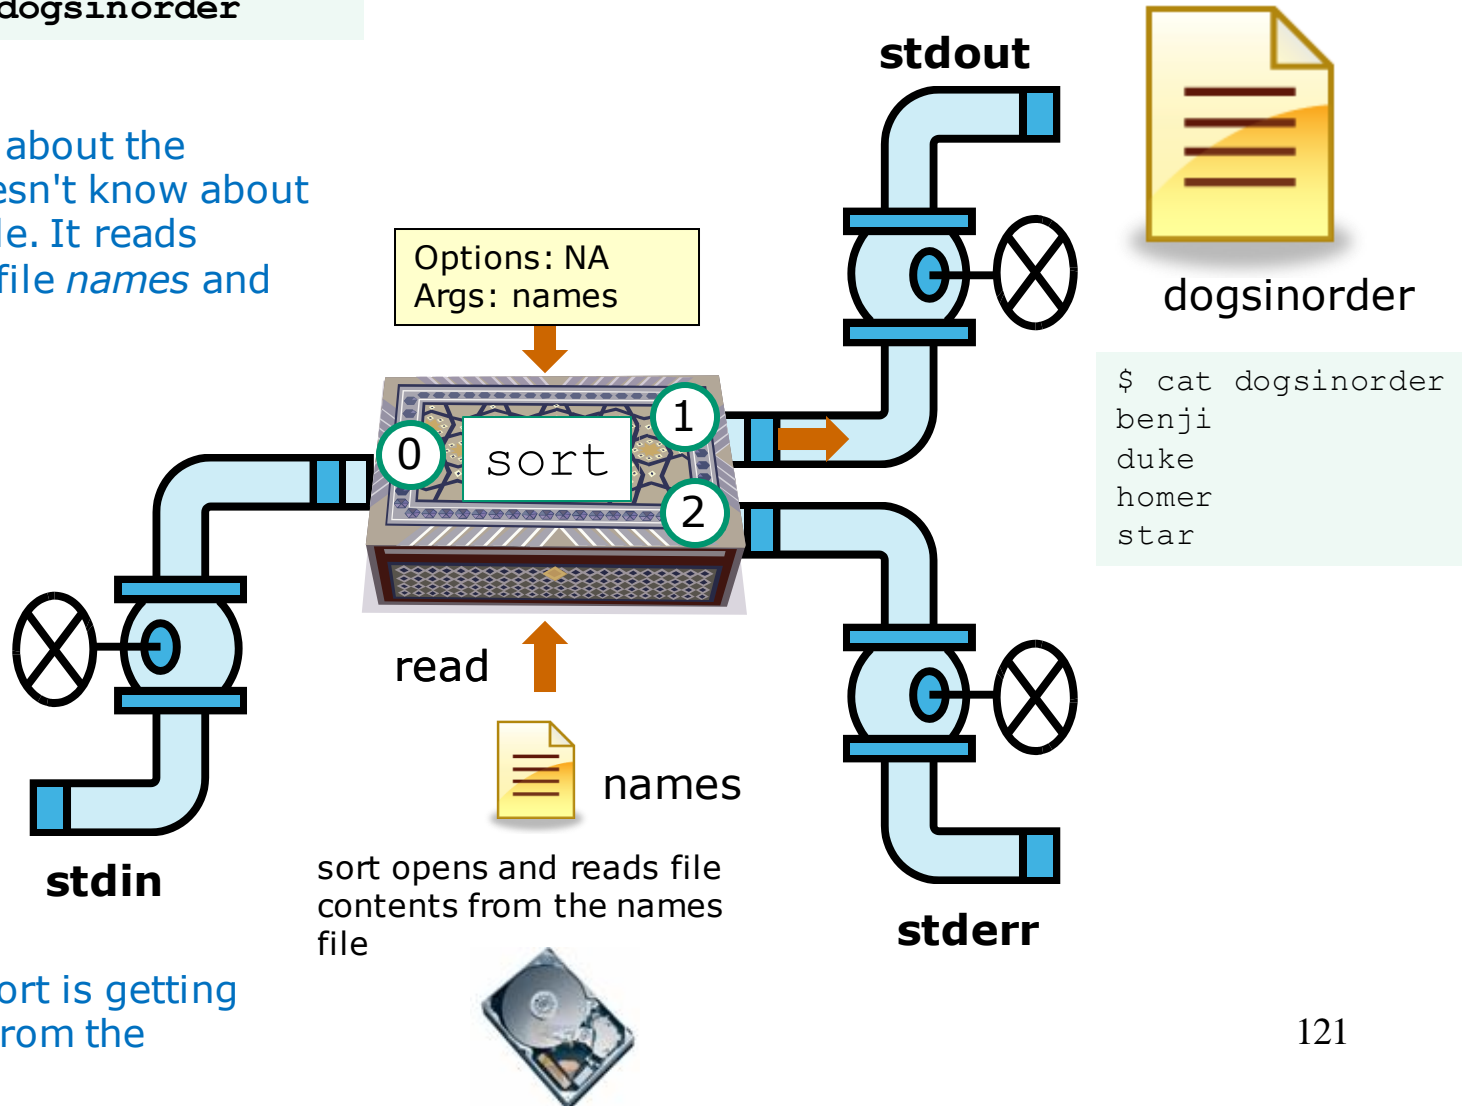 dogsinorder
about the
esn't know about
le. It reads
file names and
Options: NA
Args: names
stdout
dogsinorder
$ cat dogsinorder
benji
duke
homer
star
0
sort
1
2
read
names
stdin
sort opens and reads file
contents from the names
file
stderr
ort is getting
rom the
121